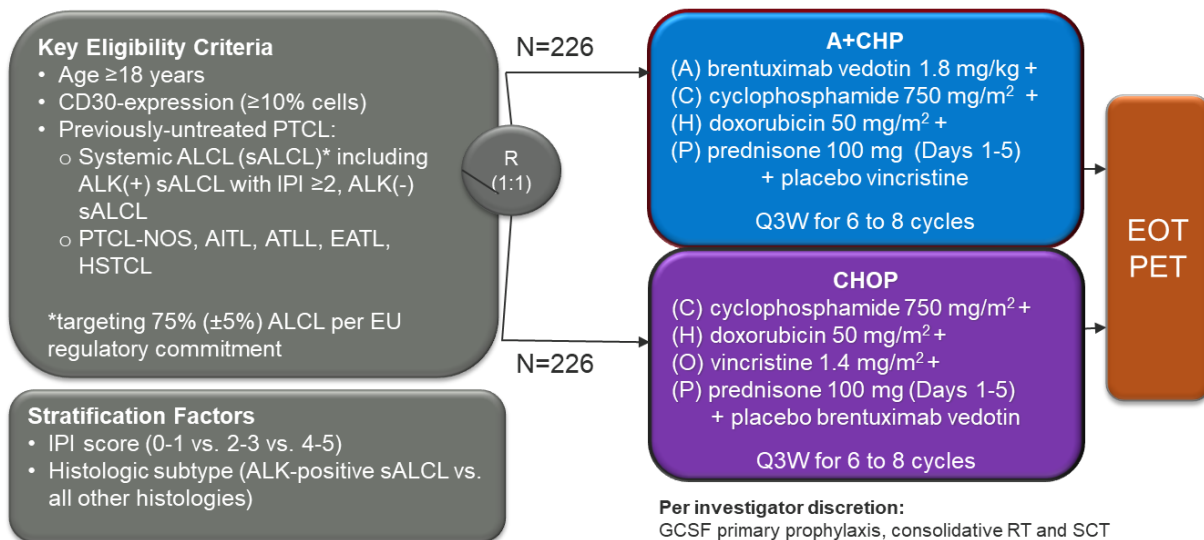 Key Eligibility Criteria
• Age ≥18 years
• CD30-expression (≥10% cells)
• Previously-untreated PTCL:
o Systemic ALCL (sALCL)* including
ALK(+) sALCL with IPI ≥2, ALK(-)
sALCL
o PTCL-NOS, AITL, ATLL, EATL,
HSTCL
*targeting 75% (±5%) ALCL per EU
regulatory commitment
Stratification Factors
• IPI score (0-1 vs. 2-3 vs. 4-5)
• Histologic subtype (ALK-positive sALCL vs.
all other histologies)
N=226
R
(1:1)
N=226
A+CHP
(A) brentuximab vedotin 1.8 mg/kg +
(C) cyclophosphamide 750 mg/m² +
(H) doxorubicin 50 mg/m² +
(P) prednisone 100 mg (Days 1-5)
+ placebo vincristine
Q3W for 6 to 8 cycles
CHOP
(C) cyclophosphamide 750 mg/m² +
(H) doxorubicin 50 mg/m² +
(O) vincristine 1.4 mg/m² +
(P) prednisone 100 mg (Days 1-5)
+ placebo brentuximab vedotin
Q3W for 6 to 8 cycles
EOT
PET
Per investigator discretion:
GCSF primary prophylaxis, consolidative RT and SCT